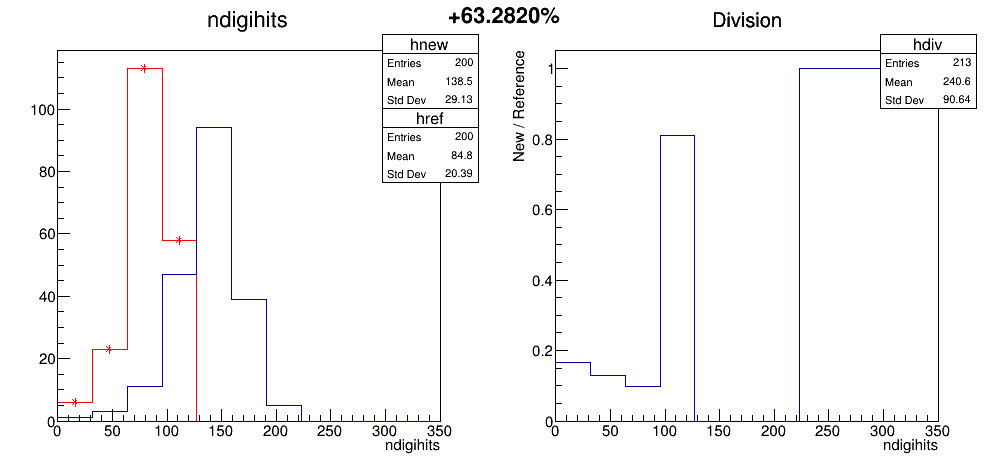 +63.2820%
ndigihits
hnew
Entries 200
Mean 138.5
Std Dev 29.13
href
Entries 200
Mean 84.8
Std Dev 20.39
100
80
60
40
20
0
0 50 100 150 200 250 300 350
ndigihits
Division
hdiv
Entries 213
Mean 240.6
Std Dev 90.64
New / Reference
1
0.8
0.6
0.4
0.2
0
0 50 100 150 200 250 300 350
ndigihits